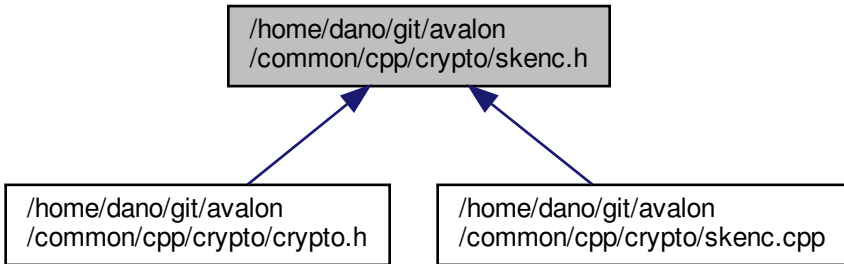 /home/dano/git/avalon
/common/cpp/crypto/skenc.h
/home/dano/git/avalon
/common/cpp/crypto/crypto.h
/home/dano/git/avalon
/common/cpp/crypto/skenc.cpp